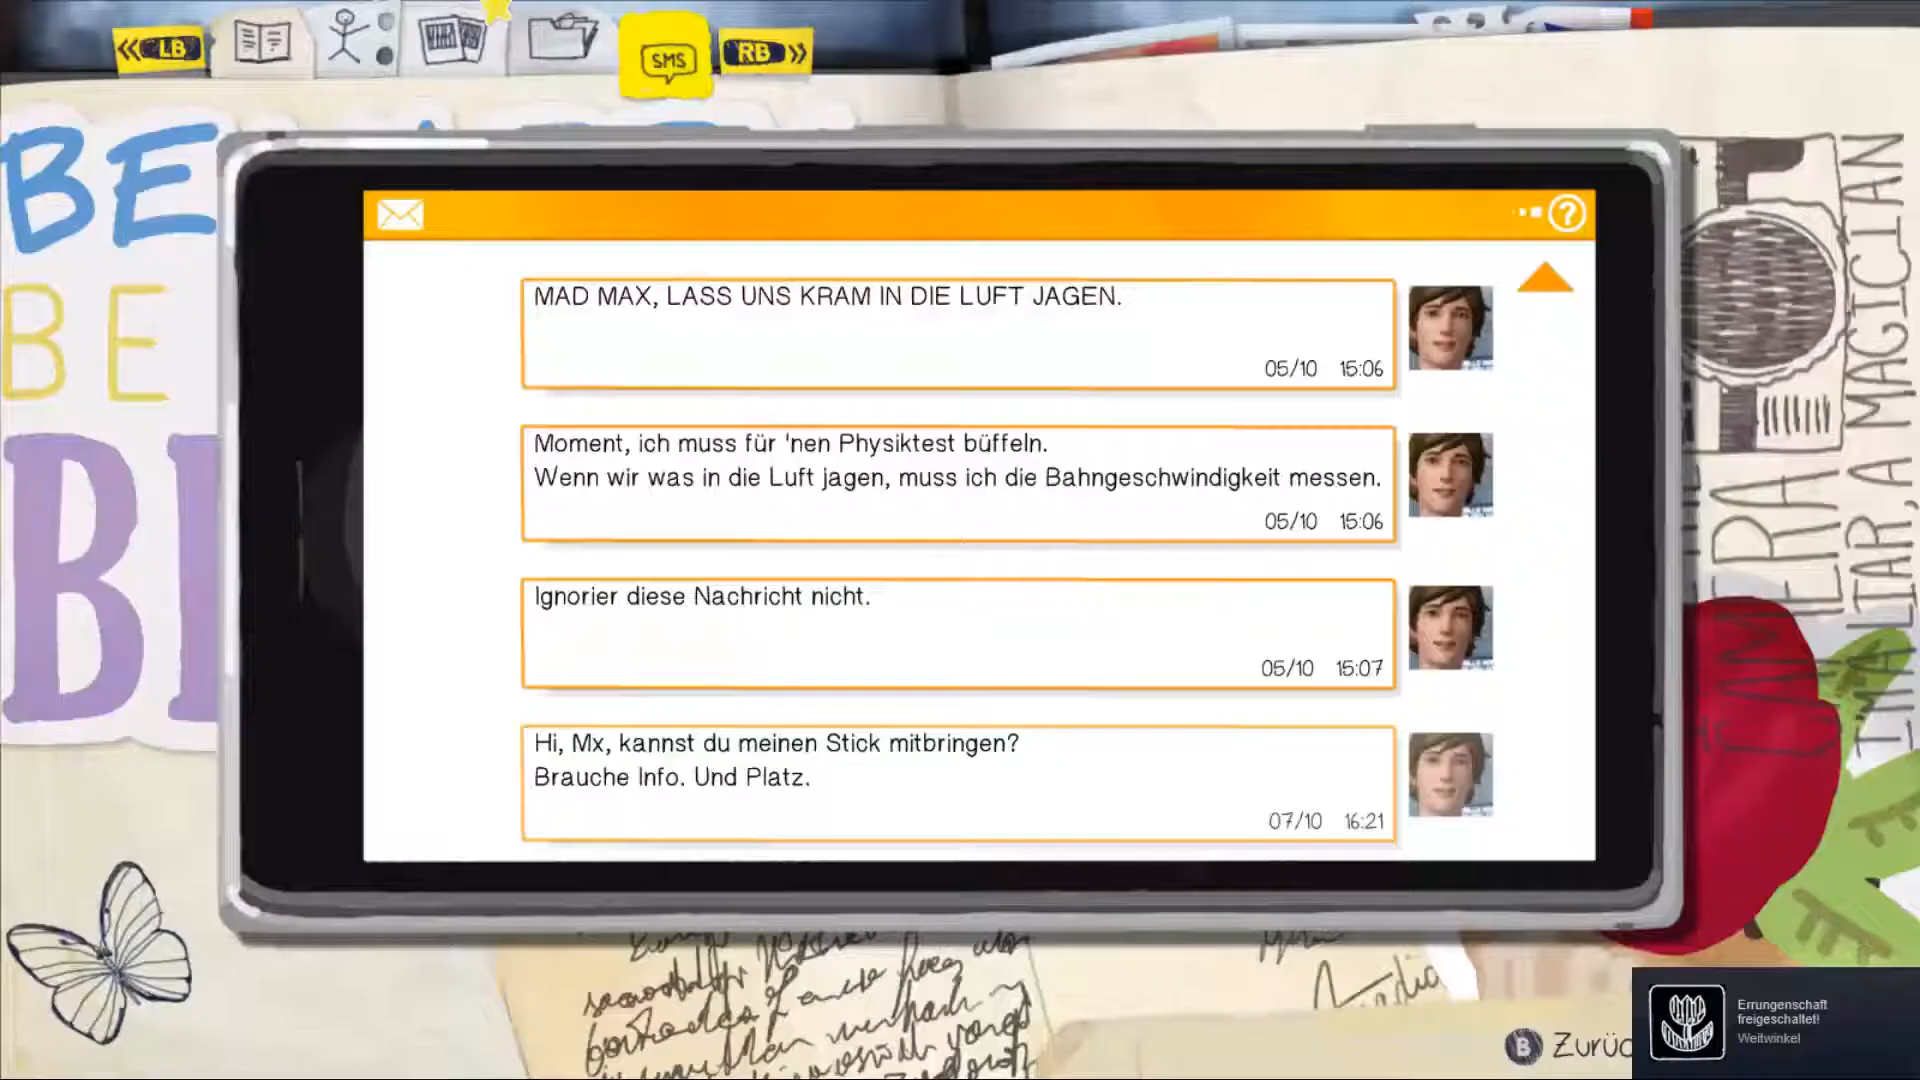 LB
SMS
RB
BE
BE
MAD MAX, LASS UNS KRAM IN DIE LUFT JAGEN.
05/10 15:06
Moment, ich muss für 'nen Physiktest büffeln.
Wenn wir was in die Luft jagen, muss ich die Bahngeschwindigkeit messen.
05/10 15:06
Ignorier diese Nachricht nicht.
05/10 15:07
Hi, Mx, kannst du meinen Stick mitbringen?
Brauche Info. Und Platz.
07/10 16:21
LIAR, A MAGICIAN
B Zurüc
Errungenschaft
freigeschaltet!
Weitwinkel